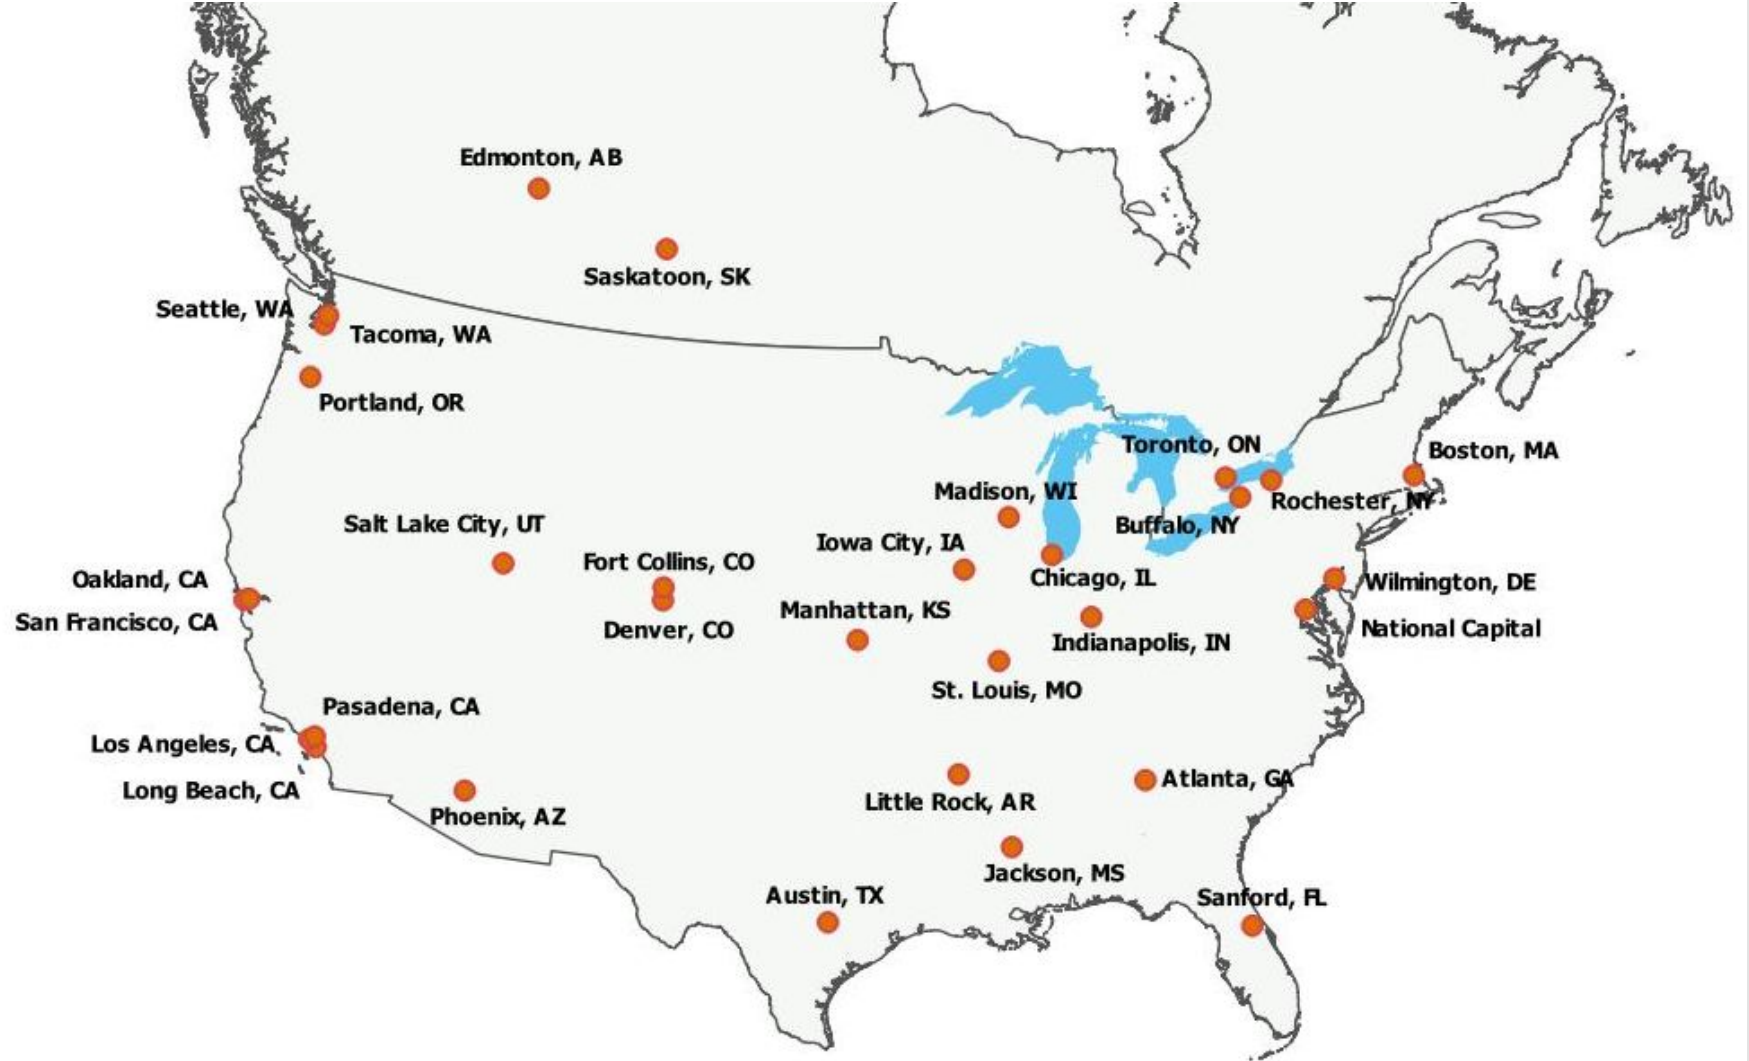 Edmonton, AB
Saskatoon, SK
Seattle, WA
Tacoma, WA
Portland, OR
Toronto, ON
Boston, MA
Madison, WI
Rochester, NY
Salt Lake City, UT
Buffalo, NY
Iowa City, IA
Fort Collins, CO
Oakland, CA
Chicago, IL
Wilmington, DE
Manhattan, KS
San Francisco, CA
Denver, CO
National Capital
Indianapolis, IN
St. Louis, MO
Pasadena, CA
Los Angeles, CA
Atlanta, GA
Long Beach, CA
Little Rock, AR
Phoenix, AZ
Jackson, MS
Austin, TX
Sanford, FL